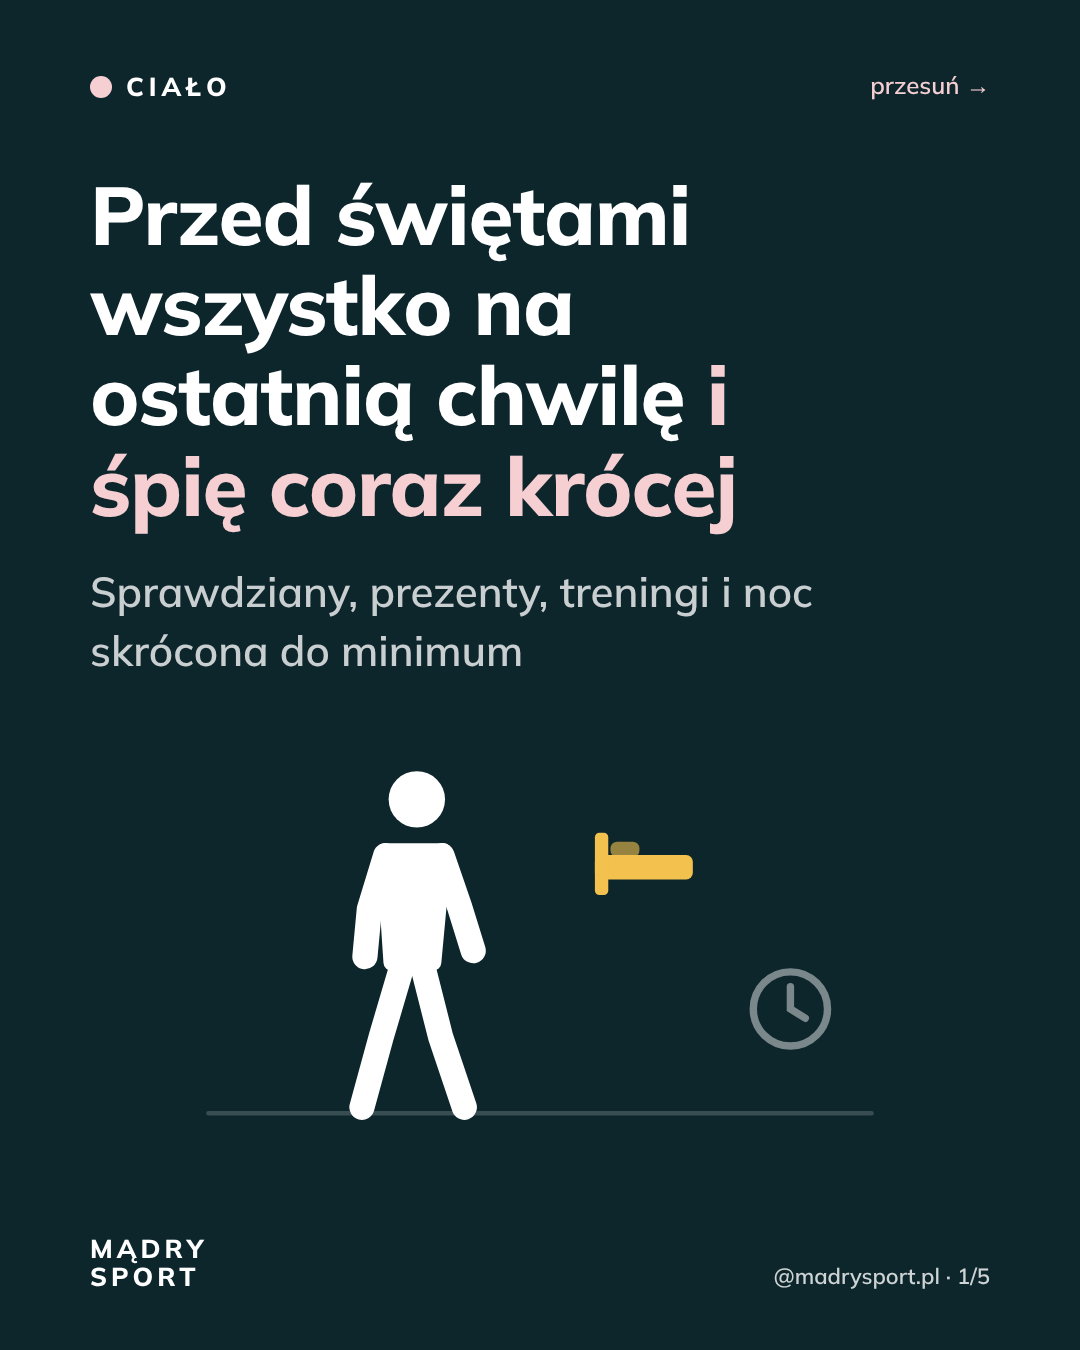 CIAŁO
przesuń →
Przed świętami
wszystko na
ostatnią chwilę i
śpię coraz krócej
Sprawdziany, prezenty, treningi i noc
skrócona do minimum
MĄDRY
SPORT
@madrysport.pl · 1/5